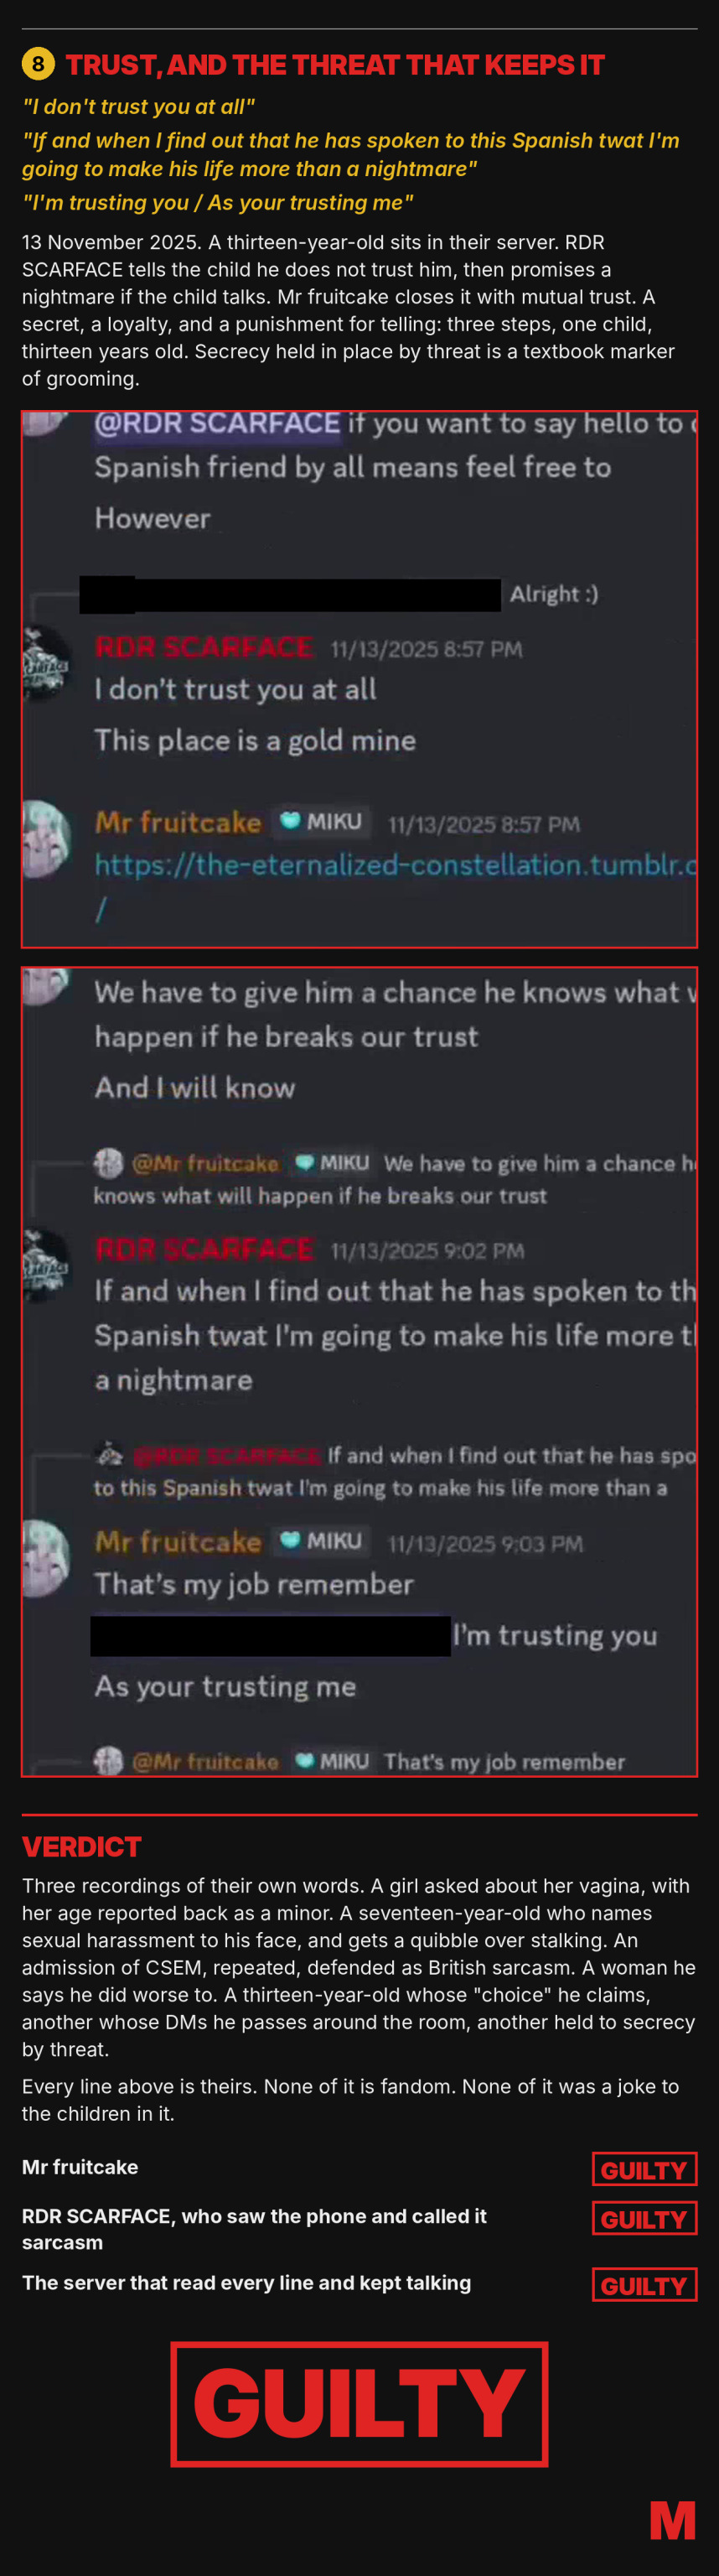 8 TRUST, AND THE THREAT THAT KEEPS IT
"I don't trust you at all"
"If and when I find out that he has spoken to this Spanish twat I'm
going to make his life more than a nightmare"
"I'm trusting you / As your trusting me"
13 November 2025. A thirteen-year-old sits in their server. RDR
SCARFACE tells the child he does not trust him, then promises a
nightmare if the child talks. Mr fruitcake closes it with mutual trust. A
secret, a loyalty, and a punishment for telling: three steps, one child,
thirteen years old. Secrecy held in place by threat is a textbook marker
of grooming.
@RDR SCARFACE if you want to say hello to
Spanish friend by all means feel free to
However
Alright :)
RDR SCARFACE 11/13/2025 8:57 PM
I don't trust you at all
This place is a gold mine
Mr fruitcake MIKU 11/13/2025 8:57 PM
https://the-eternalized-constellation.tumblr.c
/
We have to give him a chance he knows what w
happen if he breaks our trust
And I will know
@Mr fruitcake MIKU We have to give him a chance he
knows what will happen if he breaks our trust
RDR SCARFACE 11/13/2025 9:02 PM
If and when I find out that he has spoken to th
Spanish twat I'm going to make his life more th
a nightmare
@RDR SCARFACE If and when I find out that he has spo
to this Spanish twat I'm going to make his life more than a
Mr fruitcake MIKU 11/13/2025 9:03 PM
That's my job remember
I'm trusting you
As your trusting me
@Mr fruitcake MIKU That's my job remember
VERDICT
Three recordings of their own words. A girl asked about her vagina, with
her age reported back as a minor. A seventeen-year-old who names
sexual harassment to his face, and gets a quibble over stalking. An
admission of CSEM, repeated, defended as British sarcasm. A woman he
says he did worse to. A thirteen-year-old whose "choice" he claims,
another whose DMs he passes around the room, another held to secrecy
by threat.
Every line above is theirs. None of it is fandom. None of it was a joke to
the children in it.
Mr fruitcake GUILTY
RDR SCARFACE, who saw the phone and called it
sarcasm GUILTY
The server that read every line and kept talking GUILTY
GUILTY
M